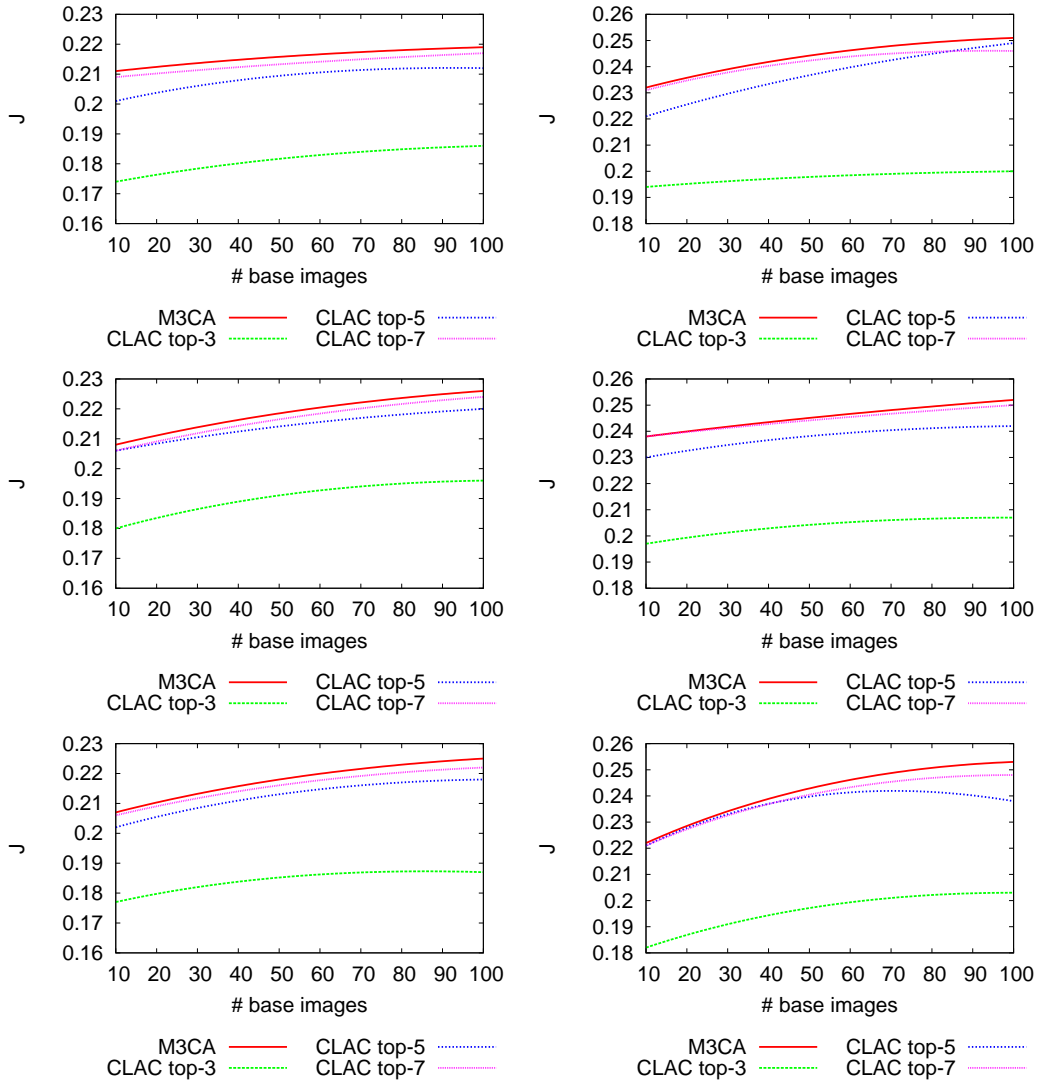 0.23
0.22
0.21
0.2
0.19
0.18
0.17
0.16
J
10 20 30 40 50 60 70 80 90 100
# base images
M3CA
CLAC top-5
CLAC top-3
CLAC top-7
0.26
0.25
0.24
0.23
0.22
0.21
0.2
0.19
0.18
J
10 20 30 40 50 60 70 80 90 100
# base images
M3CA
CLAC top-5
CLAC top-3
CLAC top-7
0.23
0.22
0.21
0.2
0.19
0.18
0.17
0.16
J
10 20 30 40 50 60 70 80 90 100
# base images
M3CA
CLAC top-5
CLAC top-3
CLAC top-7
0.26
0.25
0.24
0.23
0.22
0.21
0.2
0.19
0.18
J
10 20 30 40 50 60 70 80 90 100
# base images
M3CA
CLAC top-5
CLAC top-3
CLAC top-7
0.23
0.22
0.21
0.2
0.19
0.18
0.17
0.16
J
10 20 30 40 50 60 70 80 90 100
# base images
M3CA
CLAC top-5
CLAC top-3
CLAC top-7
0.26
0.25
0.24
0.23
0.22
0.21
0.2
0.19
0.18
J
10 20 30 40 50 60 70 80 90 100
# base images
M3CA
CLAC top-5
CLAC top-3
CLAC top-7